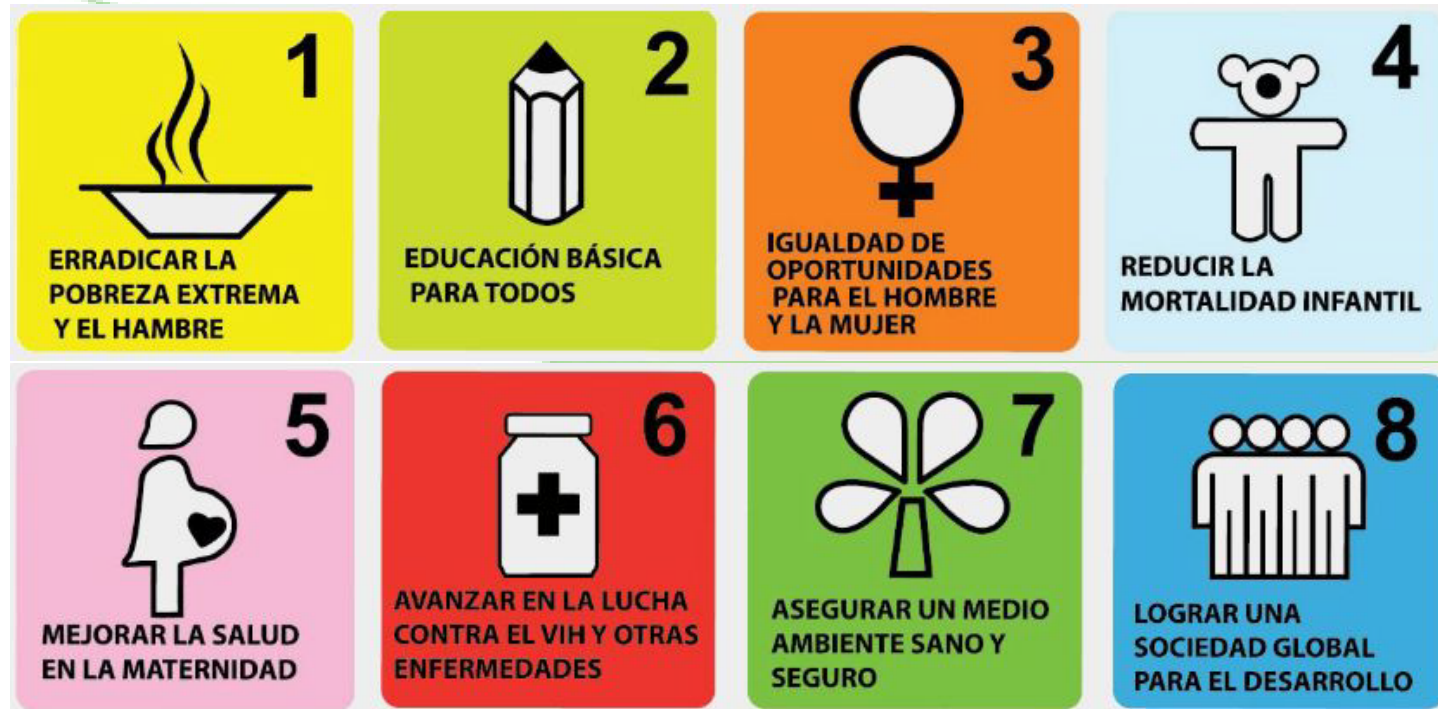 1
ERRADICAR LA
POBREZA EXTREMA
Y EL HAMBRE
2
EDUCACIÓN BÁSICA
PARA TODOS
3
IGUALDAD DE
OPORTUNIDADES
PARA EL HOMBRE
Y LA MUJER
4
REDUCIR LA
MORTALIDAD INFANTIL
5
MEJORAR LA SALUD
EN LA MATERNIDAD
6
AVANZAR EN LA LUCHA
CONTRA EL VIH Y OTRAS
ENFERMEDADES
7
ASEGURAR UN MEDIO
AMBIENTE SANO Y
SEGURO
8
LOGRAR UNA
SOCIEDAD GLOBAL
PARA EL DESARROLLO